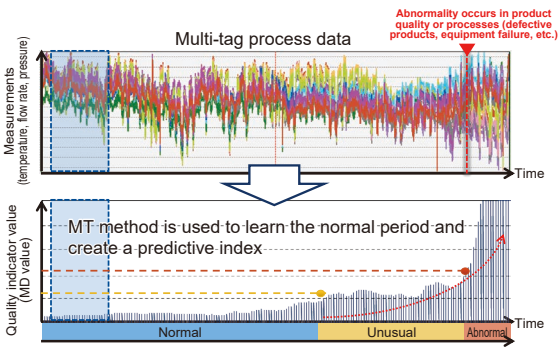 Abnormality occurs in product
quality or processes (defective
products, equipment failure, etc.)
Multi-tag process data
Measurements
(temperature, flow rate, pressure)
Time
MT method is used to learn the normal period and
create a predictive index
Quality indicator value
(MD value)
Time
Normal
Unusual
Abnormal